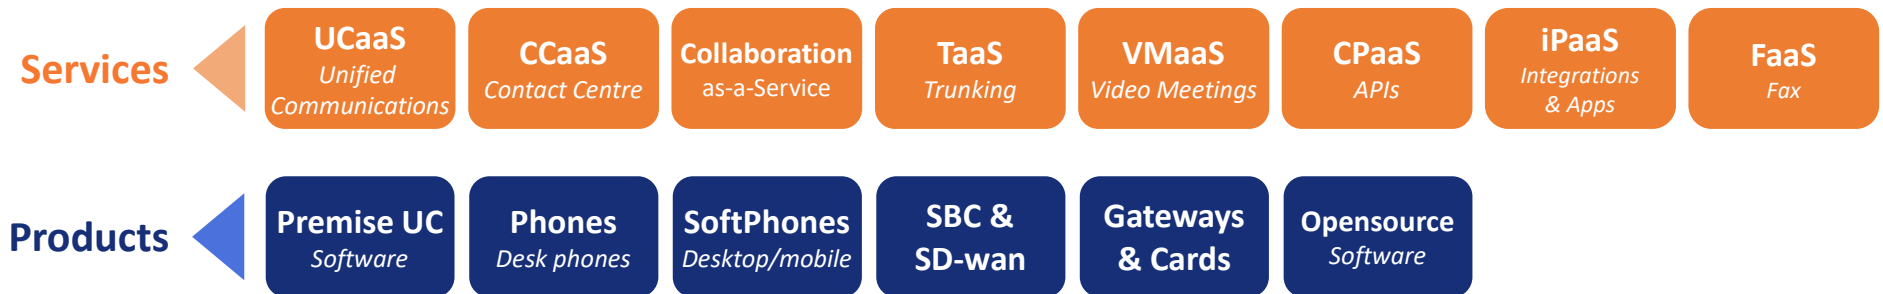 Services
UCaaS
Unified
Communications
CCaaS
Contact Centre
Collaboration
as-a-Service
TaaS
Trunking
VMaaS
Video Meetings
CPaaS
APIs
iPaaS
Integrations
& Apps
FaaS
Fax
Products
Premise UC
Software
Phones
Desk phones
SoftPhones
Desktop/mobile
SBC &
SD-wan
Gateways
& Cards
Opensource
Software